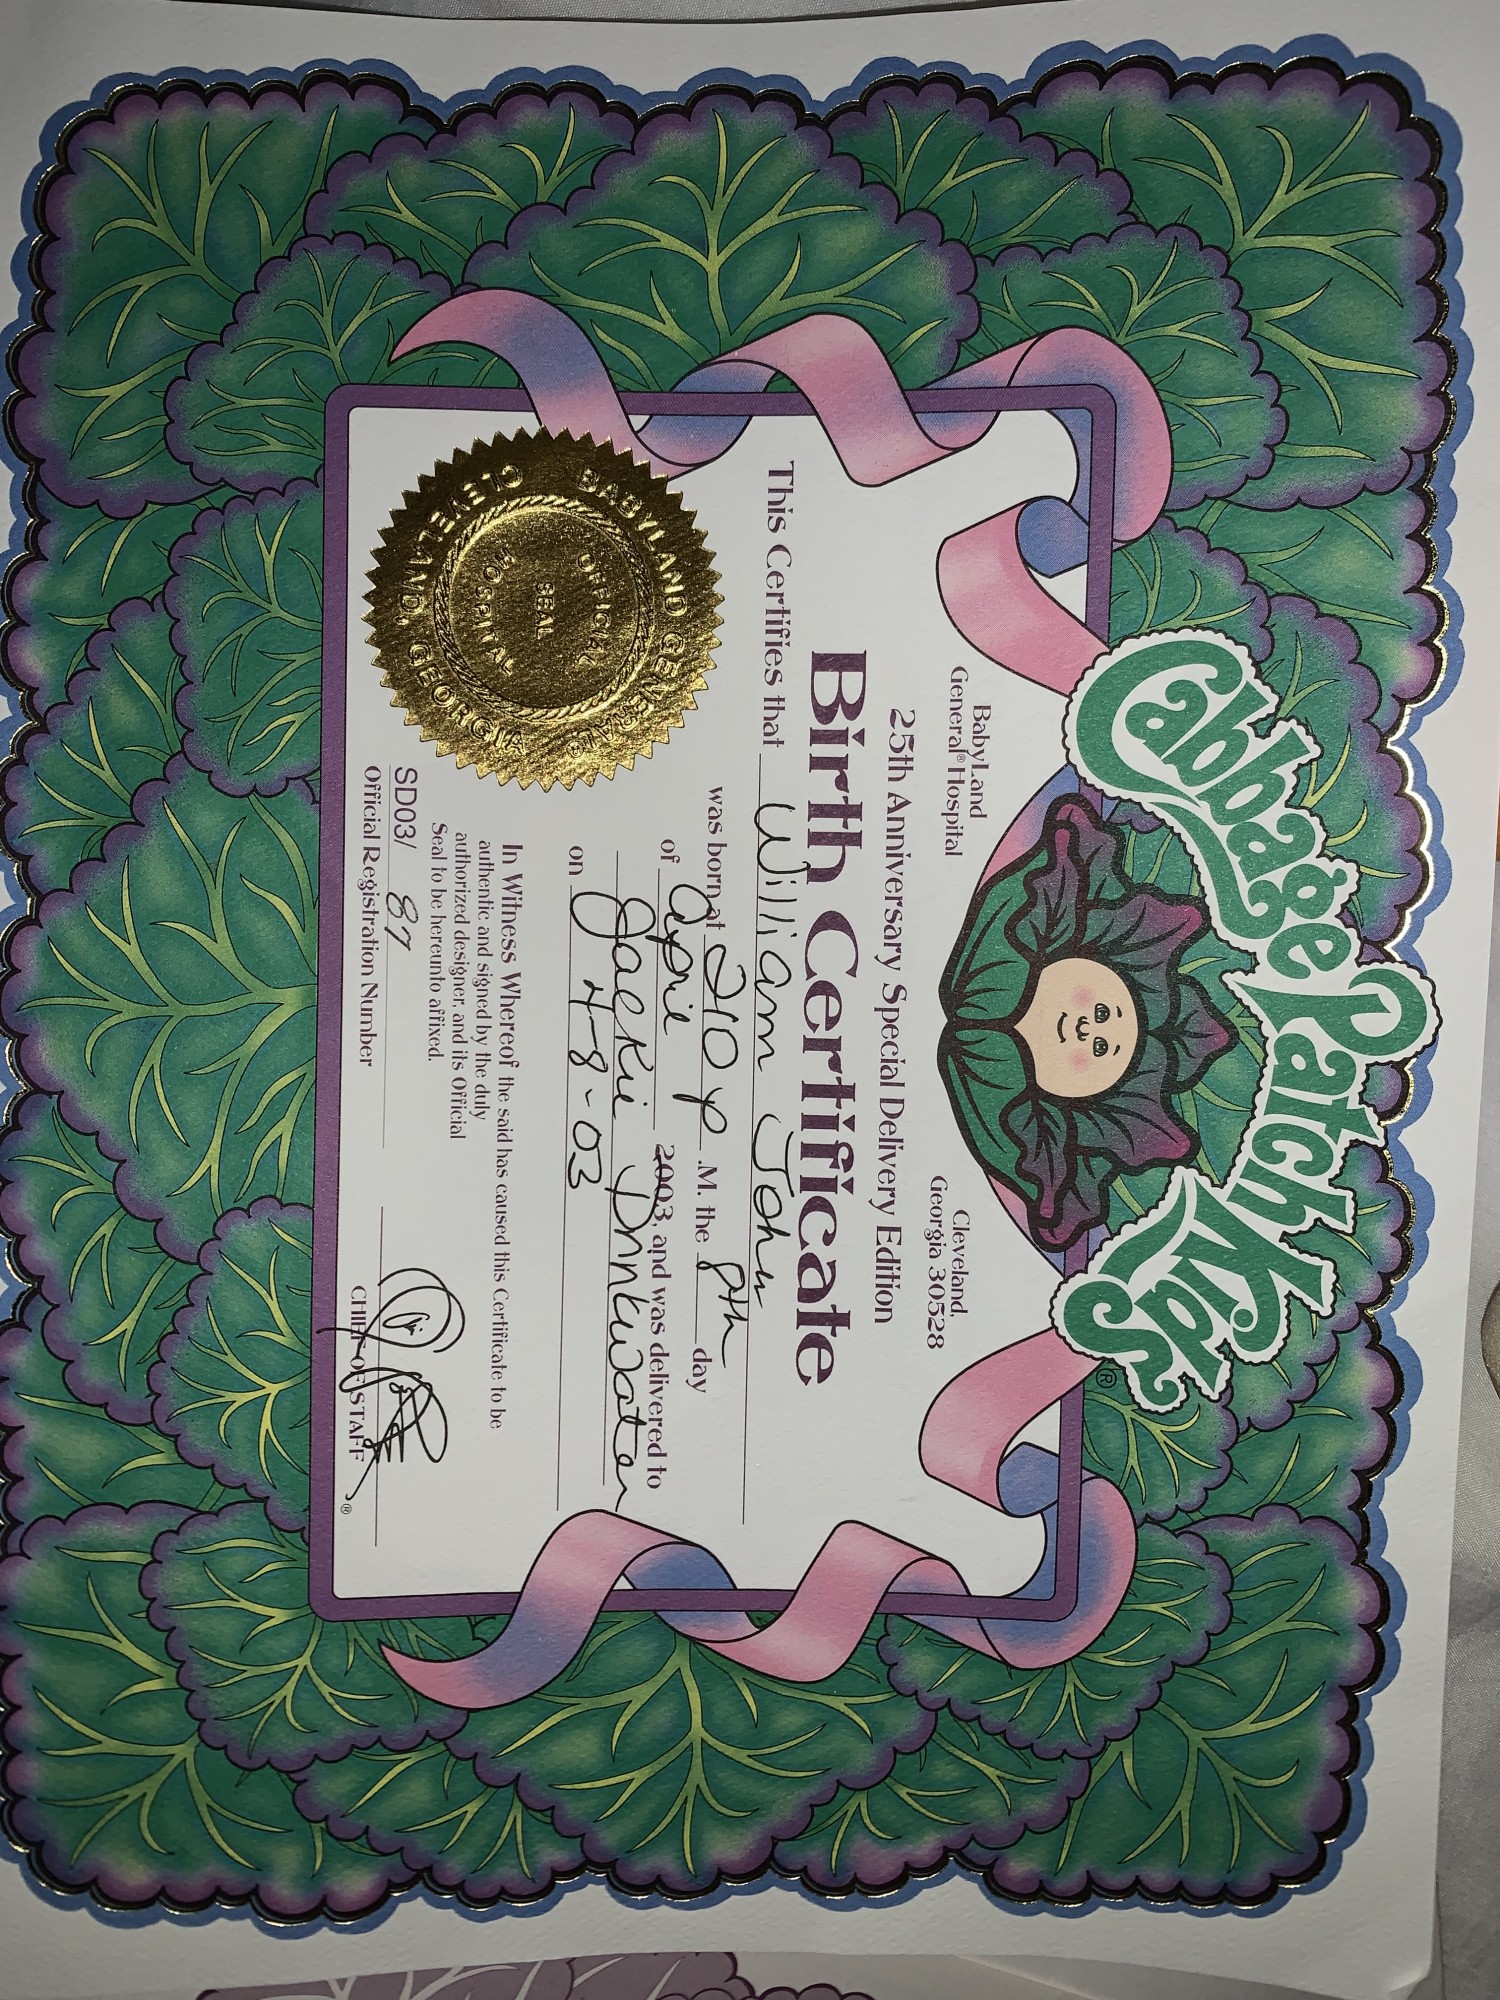 Cabbage Patch Kids®
BabyLand
General® Hospital
Cleveland,
Georgia 30528
25th Anniversary Special Delivery Edition
Birth Certificate
This Certifies that William John
was born at 210 P .M. the 8th day
of April 2003, and was delivered to
Jackie Drinkwater
on 4-8-03
In Witness Whereof the said has caused this Certificate to be
authentic and signed by the duly
authorized designer, and its Official
Seal to be hereunto affixed.
BABYLAND GENERAL®
OFFICIAL
SEAL
OF
HOSPITAL
CLEVELAND, GEORGIA
SD03/ 87
Official Registration Number
CHIEF OF STAFF
®